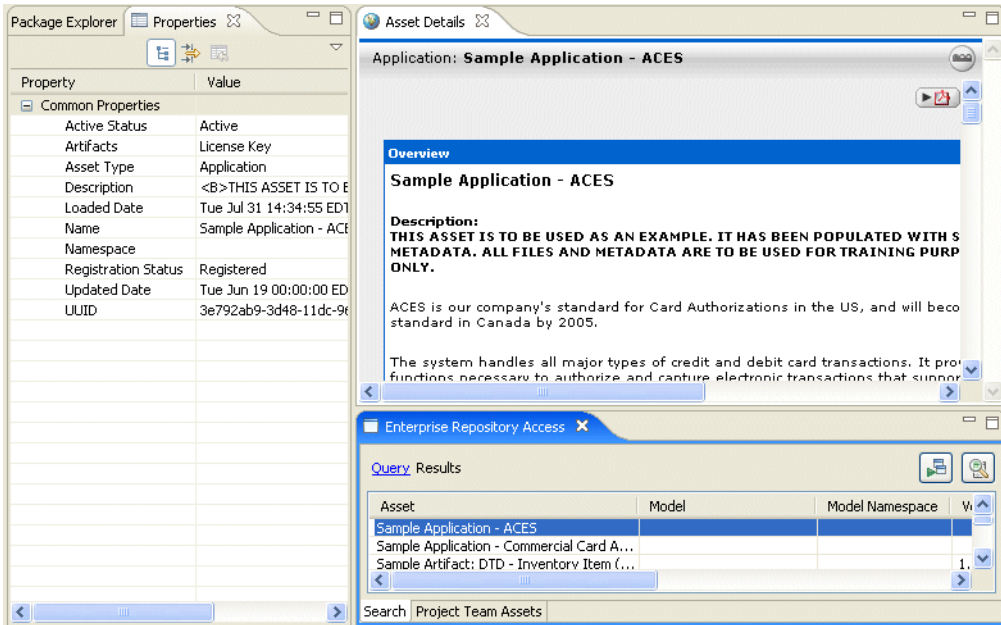 Package Explorer Properties
Property Value
Common Properties
Active Status Active
Artifacts License Key
Asset Type Application
Description <B>THIS ASSET IS TO
Loaded Date Tue Jul 31 14:34:55
Name Sample Application -
Namespace
Registration Status Registered
Updated Date Tue Jun 19 00:00:00
UUID 3e792ab9-3d48-11dc-
Asset Details
Application: Sample Application - ACES
Overview
Sample Application - ACES
Description:
THIS ASSET IS TO BE USED AS AN EXAMPLE. IT HAS BEEN POPULATED WITH
METADATA. ALL FILES AND METADATA ARE TO BE USED FOR TRAINING PURP
ONLY.
ACES is our company's standard for Card Authorizations in the US, and will beco
standard in Canada by 2005.
The system handles all major types of credit and debit card transactions. It pro
functions necessary to authorize and capture electronic transactions that suppor
Enterprise Repository Access
Query Results
Asset Model Model Namespace
Sample Application - ACES
Sample Application - Commercial Card A...
Sample Artifact: DTD - Inventory Item (... 1.
Search Project Team Assets